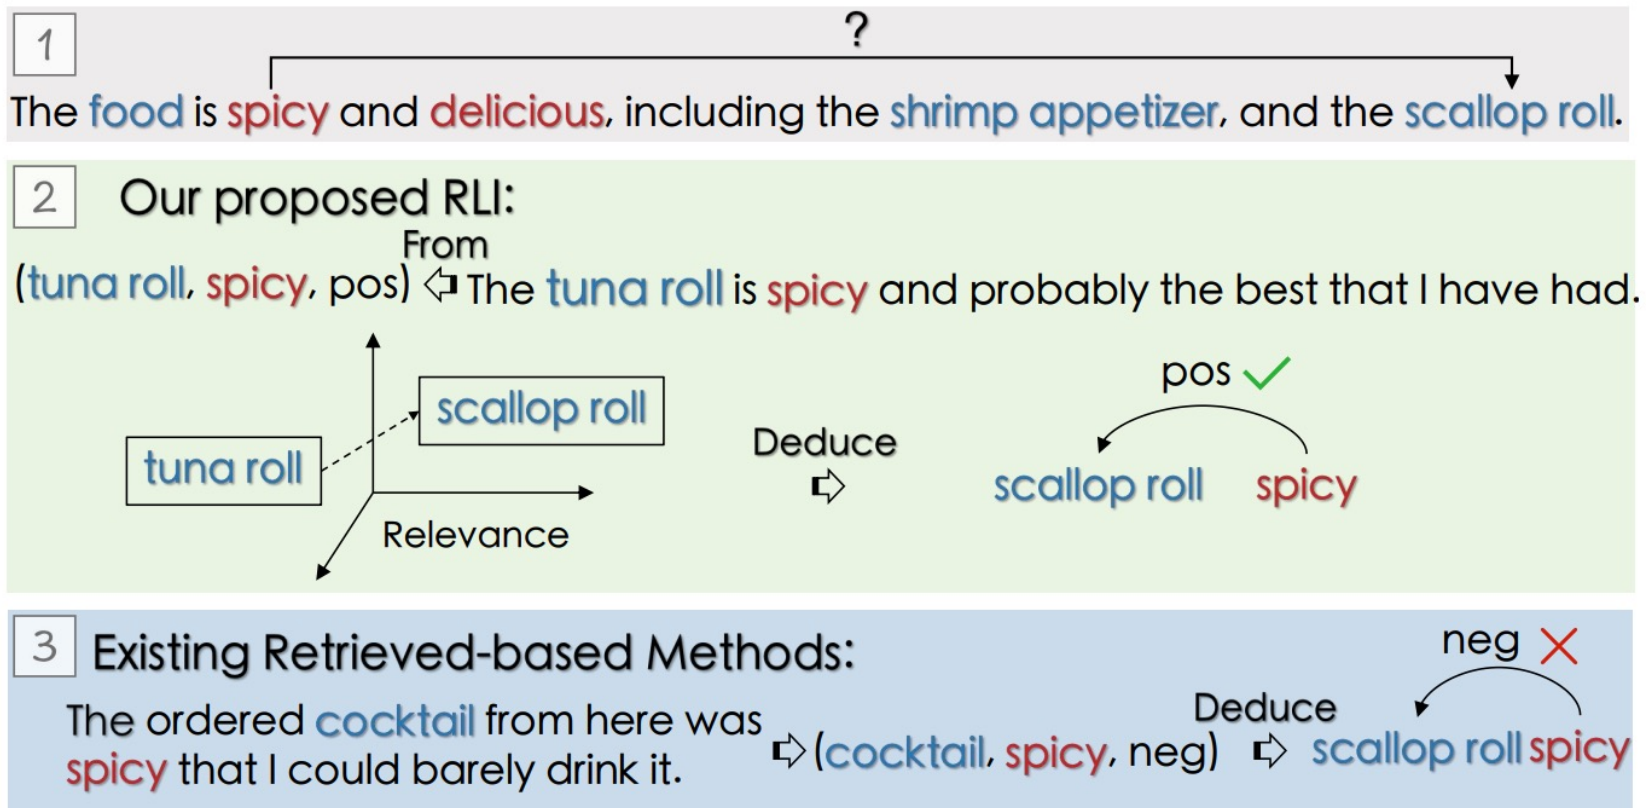 1
?
The food is spicy and delicious, including the shrimp appetizer, and the scallop roll.
2 Our proposed RLI:
From
(tuna roll, spicy, pos) The tuna roll is spicy and probably the best that I have had.
pos
scallop roll
Deduce
tuna roll
scallop roll spicy
Relevance
3 Existing Retrieved-based Methods:
neg
The ordered cocktail from here was
Deduce
(cocktail, spicy, neg) scallop roll spicy
spicy that I could barely drink it.